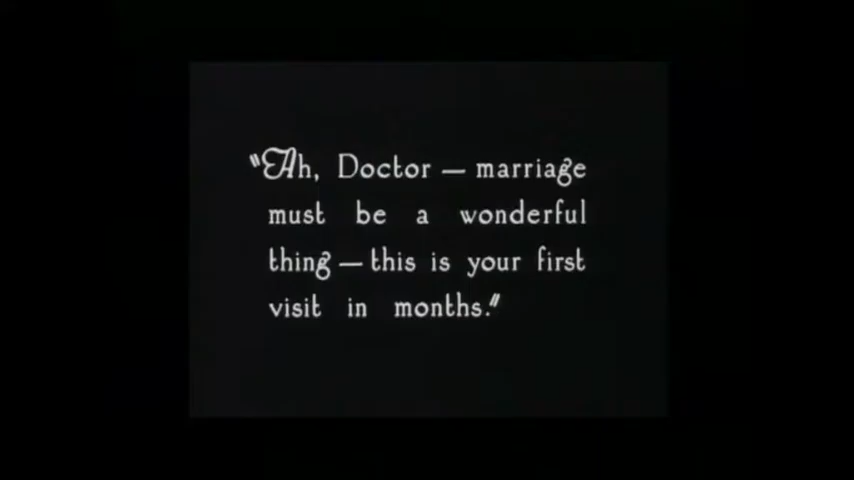 "Ah, Doctor — marriage
must be a wonderful
thing — this is your first
visit in months."